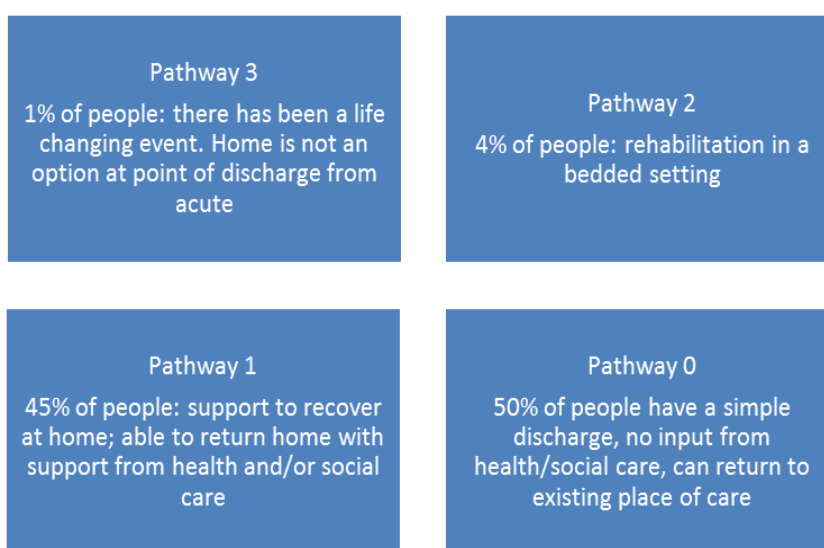 Pathway 3
1% of people: there has been a life
changing event. Home is not an
option at point of discharge from
acute
Pathway 2
4% of people: rehabilitation in a
bedded setting
Pathway 1
45% of people: support to recover
at home; able to return home with
support from health and/or social
care
Pathway 0
50% of people have a simple
discharge, no input from
health/social care, can return to
existing place of care